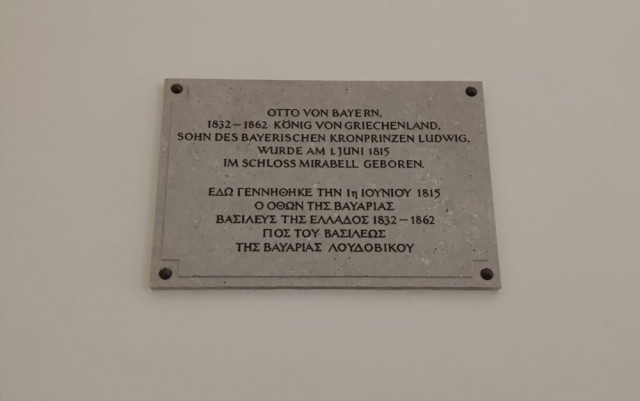 OTTO VON BAYERN,
1832–1862 KÖNIG VON GRIECHENLAND,
SOHN DES BAYERISCHEN KRONPRINZEN LUDWIG,
WURDE AM 1. JUNI 1815
IM SCHLOSS MIRABELL GEBOREN.
ΕΔΩ ΓΕΝΝΗΘΗΚΕ ΤΗΝ 1η ΙΟΥΝΙΟΥ 1815
Ο ΟΘΩΝ ΤΗΣ ΒΑΥΑΡΙΑΣ
ΒΑΣΙΛΕΥΣ ΤΗΣ ΕΛΛΑΔΟΣ 1832–1862
ΓΙΟΣ ΤΟΥ ΒΑΣΙΛΕΩΣ
ΤΗΣ ΒΑΥΑΡΙΑΣ ΛΟΥΔΟΒΙΚΟΥ